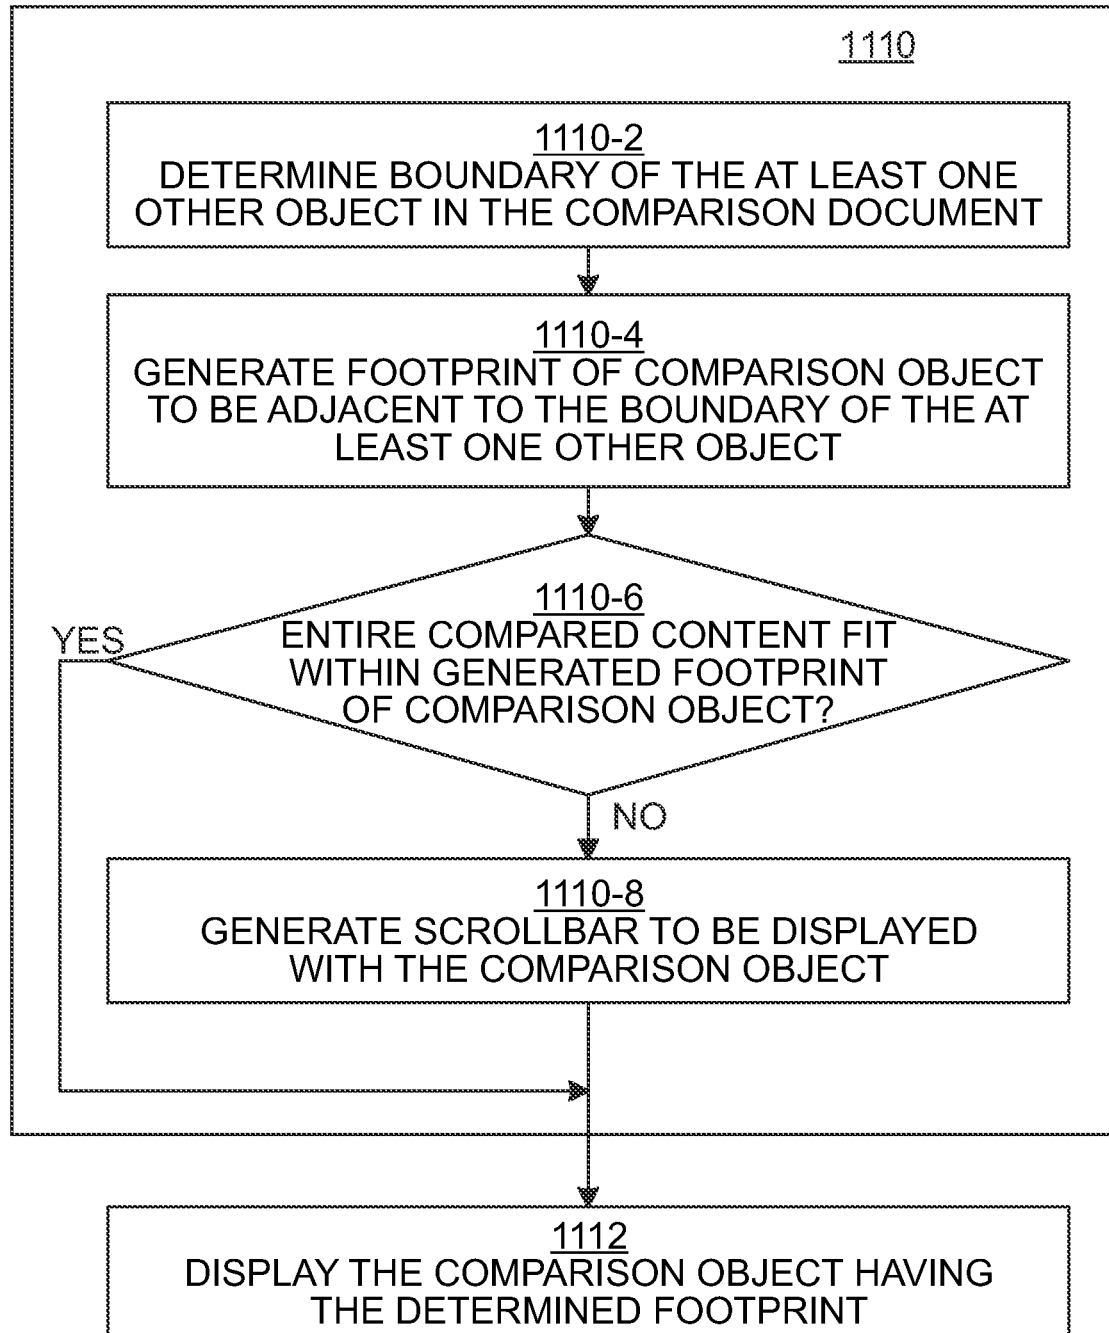 1110
1110-2
DETERMINE BOUNDARY OF THE AT LEAST ONE
OTHER OBJECT IN THE COMPARISON DOCUMENT
1110-4
GENERATE FOOTPRINT OF COMPARISON OBJECT
TO BE ADJACENT TO THE BOUNDARY OF THE AT
LEAST ONE OTHER OBJECT
1110-6
YES
ENTIRE COMPARED CONTENT FIT
WITHIN GENERATED FOOTPRINT
OF COMPARISON OBJECT?
NO
1110-8
GENERATE SCROLLBAR TO BE DISPLAYED
WITH THE COMPARISON OBJECT
1112
DISPLAY THE COMPARISON OBJECT HAVING
THE DETERMINED FOOTPRINT